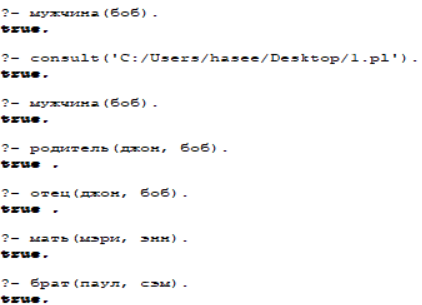 ?- мужчина(боб).
true.
?- consult('C:/Users/hasee/Desktop/1.pl').
true.
?- мужчина(боб).
true.
?- родитель(джон, боб).
true .
?- отец(джон, боб).
true .
?- мать(мэри, энн).
true.
?- брат(паул, сэм).
true.